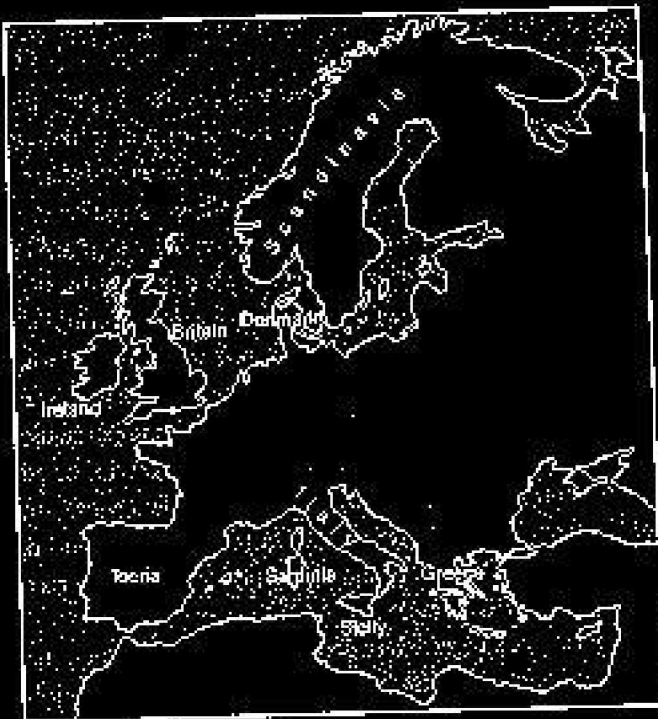 Scandinavia
Britain
Denmark
Ireland
Iberia
Sardinia
Greece
Sicily